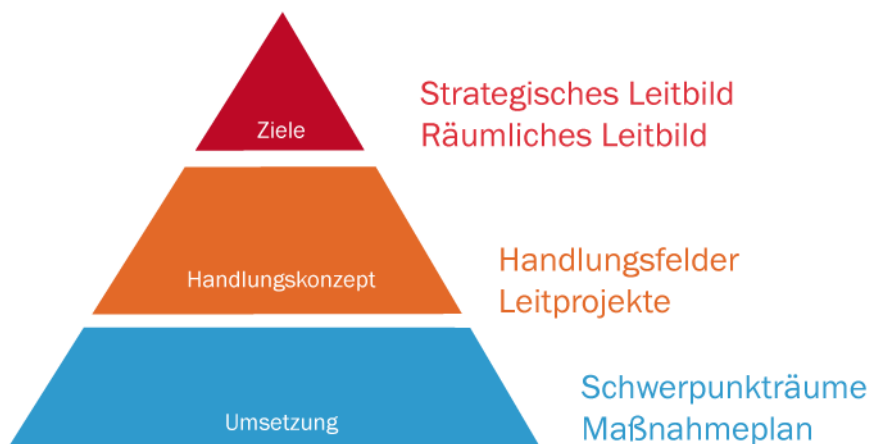 Ziele
Strategisches Leitbild
Räumliches Leitbild
Handlungskonzept
Handlungsfelder
Leitprojekte
Umsetzung
Schwerpunkträume
Maßnahmeplan